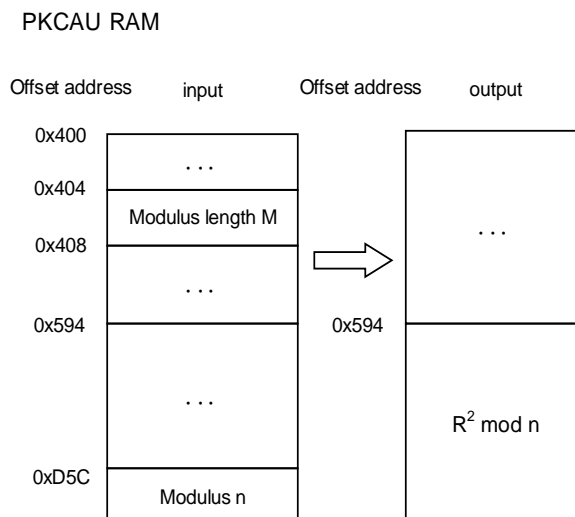 PKCAU RAM
Offset address input Offset address output
0x400
. . .
0x404
Modulus length M
0x408
. . .
. . .
0x594 0x594
. . .
R² mod n
0xD5C
Modulus n